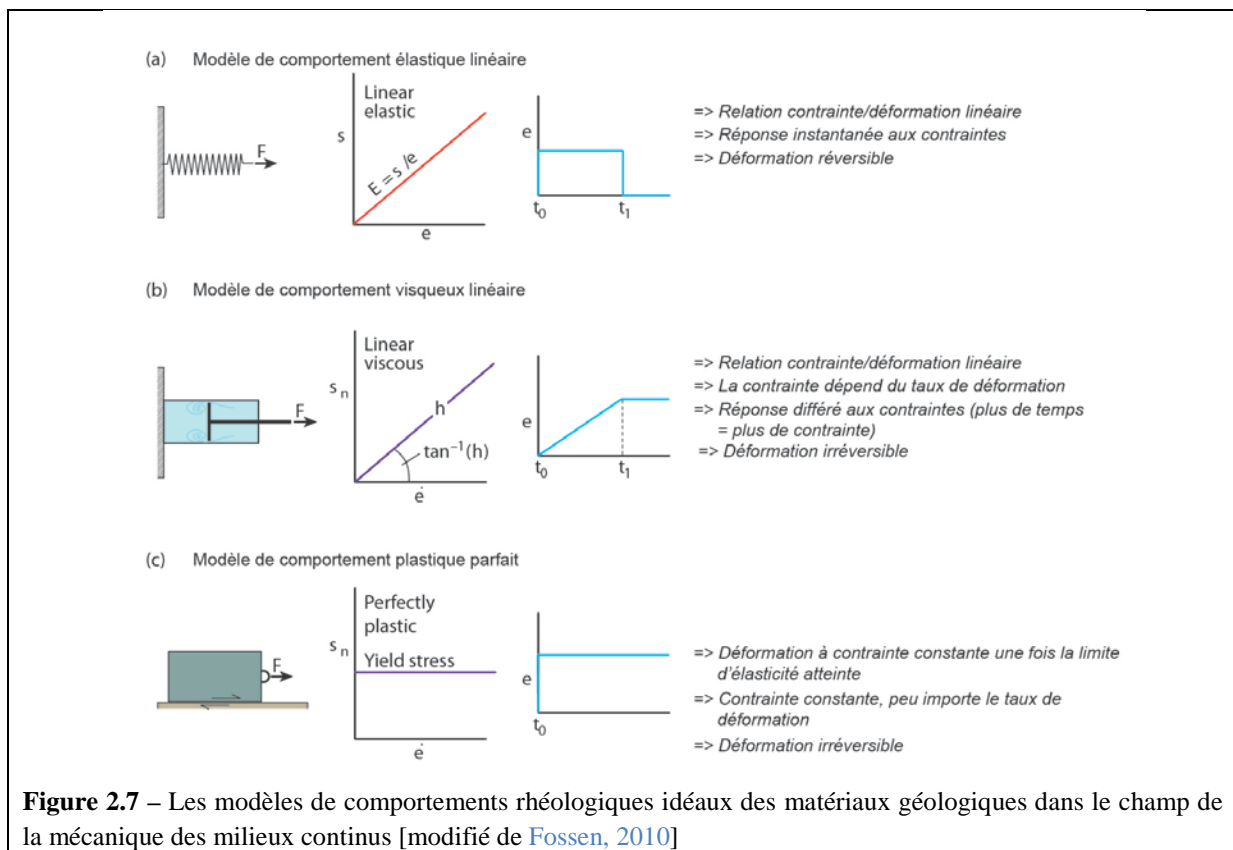 (a) Modèle de comportement élastique linéaire
F
Linear
elastic
s
E = s/e
e
e
t0 t1
=> Relation contrainte/déformation linéaire
=> Réponse instantanée aux contraintes
=> Déformation réversible
(b) Modèle de comportement visqueux linéaire
F
Linear
viscous
sn
h
tan⁻¹(h)
ė
e
t0 t1
=> Relation contrainte/déformation linéaire
=> La contrainte dépend du taux de déformation
=> Réponse différé aux contraintes (plus de temps
= plus de contrainte)
=> Déformation irréversible
(c) Modèle de comportement plastique parfait
F
Perfectly
plastic
sn
Yield stress
ė
e
t0
=> Déformation à contrainte constante une fois la limite
d'élasticité atteinte
=> Contrainte constante, peu importe le taux de
déformation
=> Déformation irréversible
Figure 2.7 – Les modèles de comportements rhéologiques idéaux des matériaux géologiques dans le champ de
la mécanique des milieux continus [modifié de Fossen, 2010]